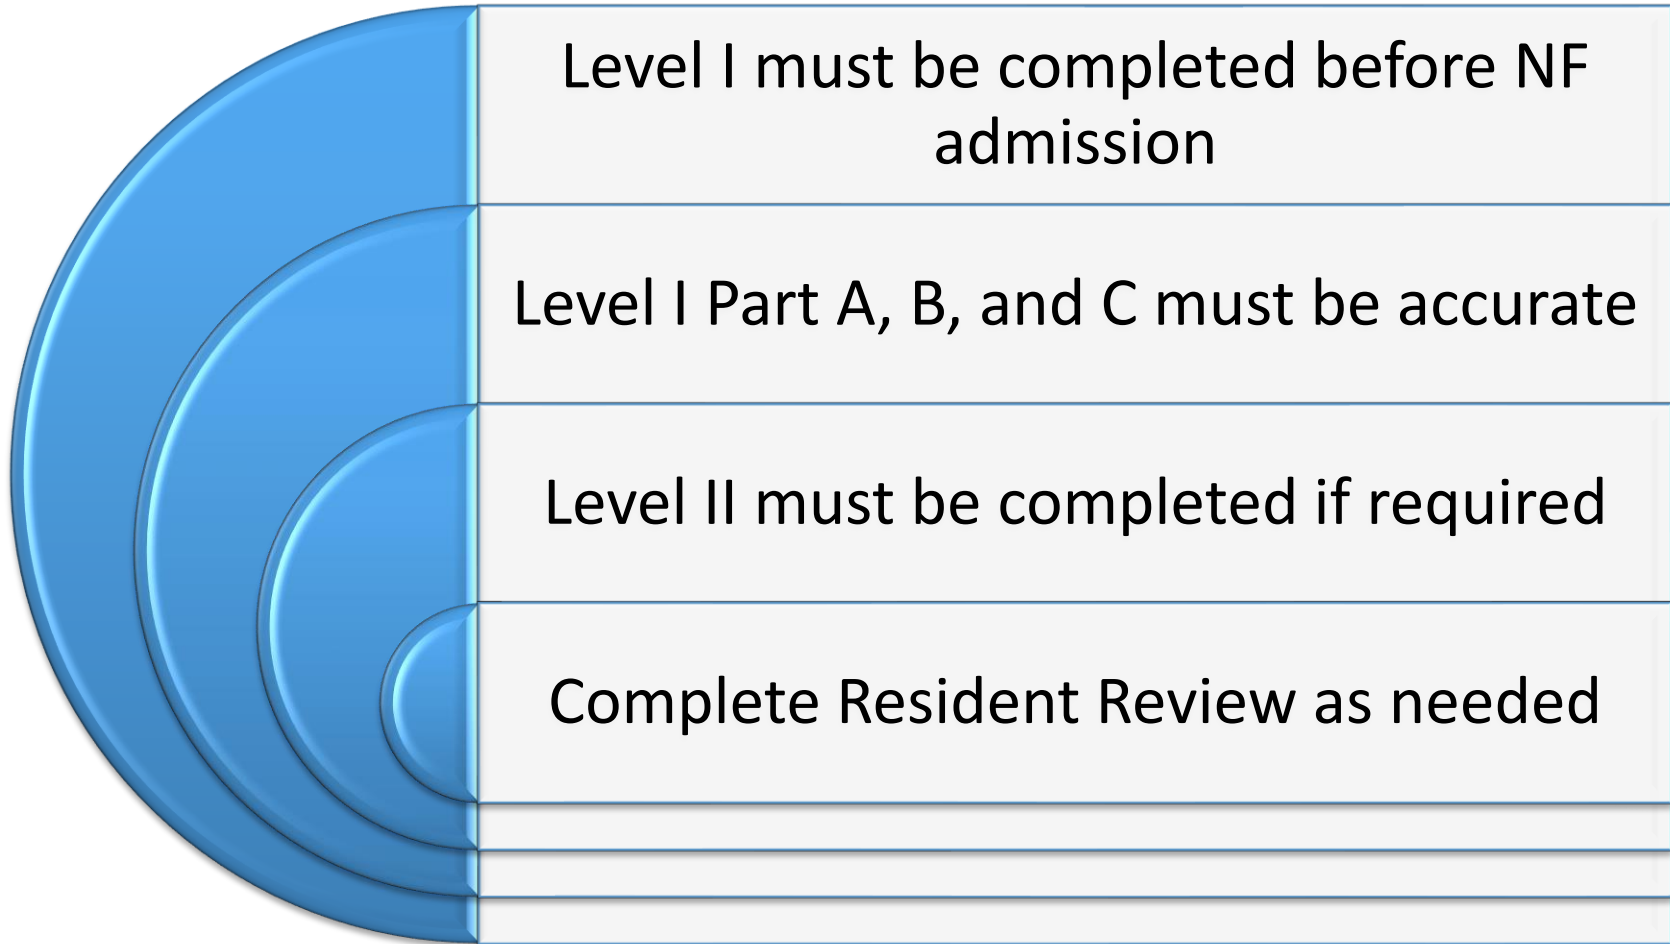 Level I must be completed before NF
admission
Level I Part A, B, and C must be accurate
Level II must be completed if required
Complete Resident Review as needed